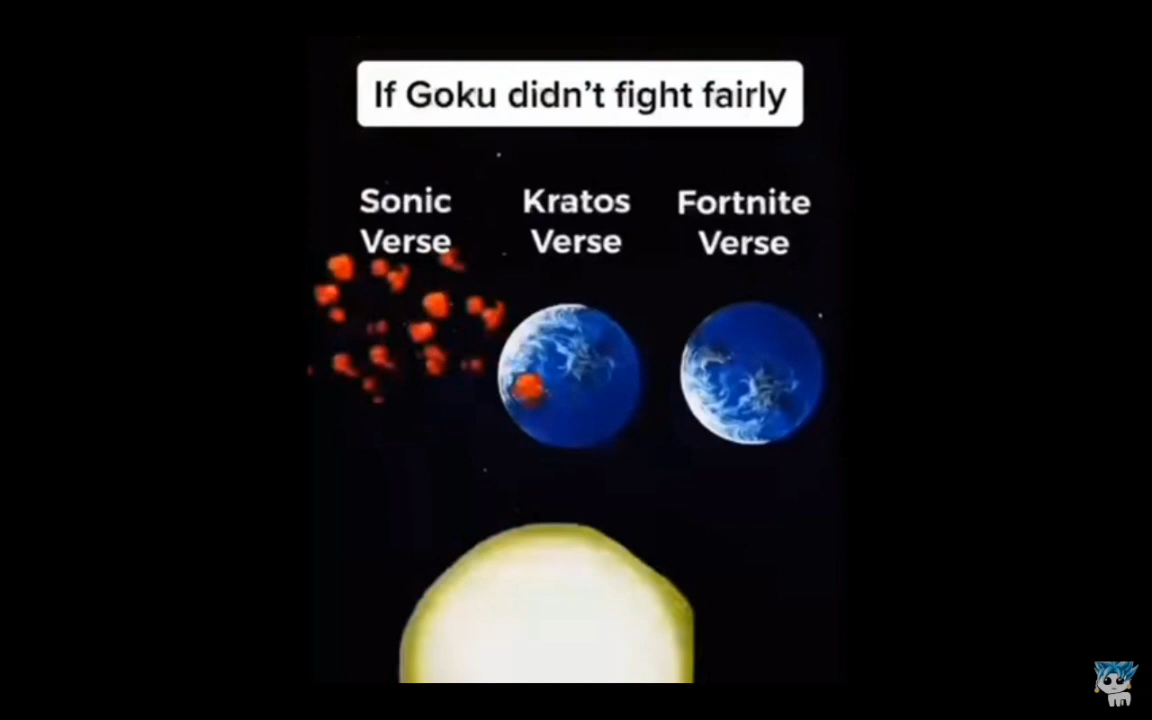 If Goku didn't fight fairly
Sonic Kratos Fortnite
Verse Verse Verse